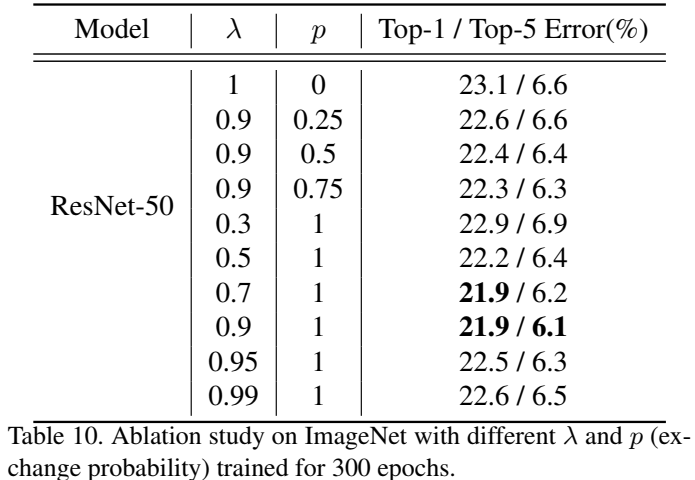 Model λ p Top-1 / Top-5 Error(%)
1 0 23.1 / 6.6
0.9 0.25 22.6 / 6.6
0.9 0.5 22.4 / 6.4
0.9 0.75 22.3 / 6.3
ResNet-50
0.3 1 22.9 / 6.9
0.5 1 22.2 / 6.4
0.7 1 21.9 / 6.2
0.9 1 21.9 / 6.1
0.95 1 22.5 / 6.3
0.99 1 22.6 / 6.5
Table 10. Ablation study on ImageNet with different λ and p (ex-
change probability) trained for 300 epochs.